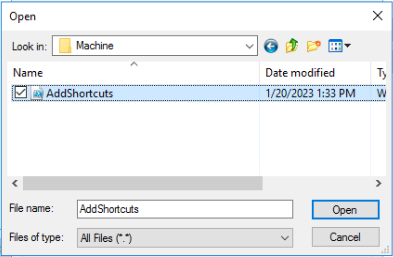 Open
Look in: Machine
Name Date modified Ty
AddShortcuts 1/20/2023 1:33 PM W
File name: AddShortcuts Open
Files of type: All Files (*.*) Cancel